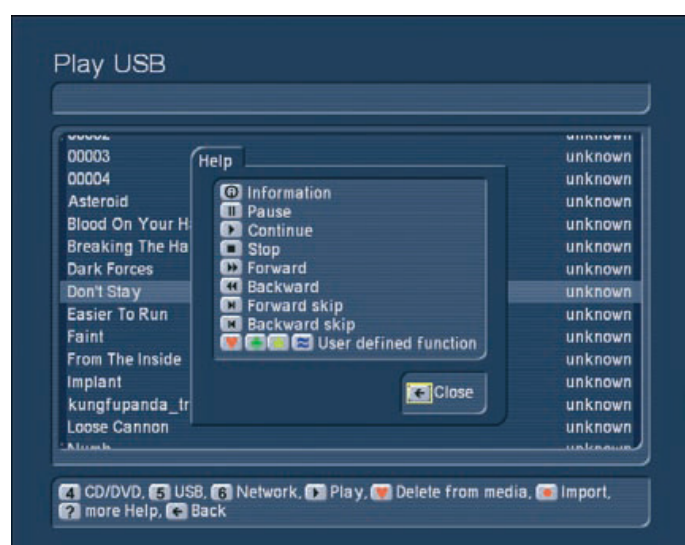 Play USB
00002 unknown
00003 unknown
00004 unknown
Asteroid unknown
Blood On Your H unknown
Breaking The Ha unknown
Dark Forces unknown
Don't Stay unknown
Easier To Run unknown
Faint unknown
From The Inside unknown
Implant unknown
kungfupanda_tr unknown
Loose Cannon unknown
Numb unknown
Help
Information
Pause
Continue
Stop
Forward
Backward
Forward skip
Backward skip
User defined function
Close
4 CD/DVD, 5 USB, 6 Network, Play, Delete from media, Import,
? more Help, Back